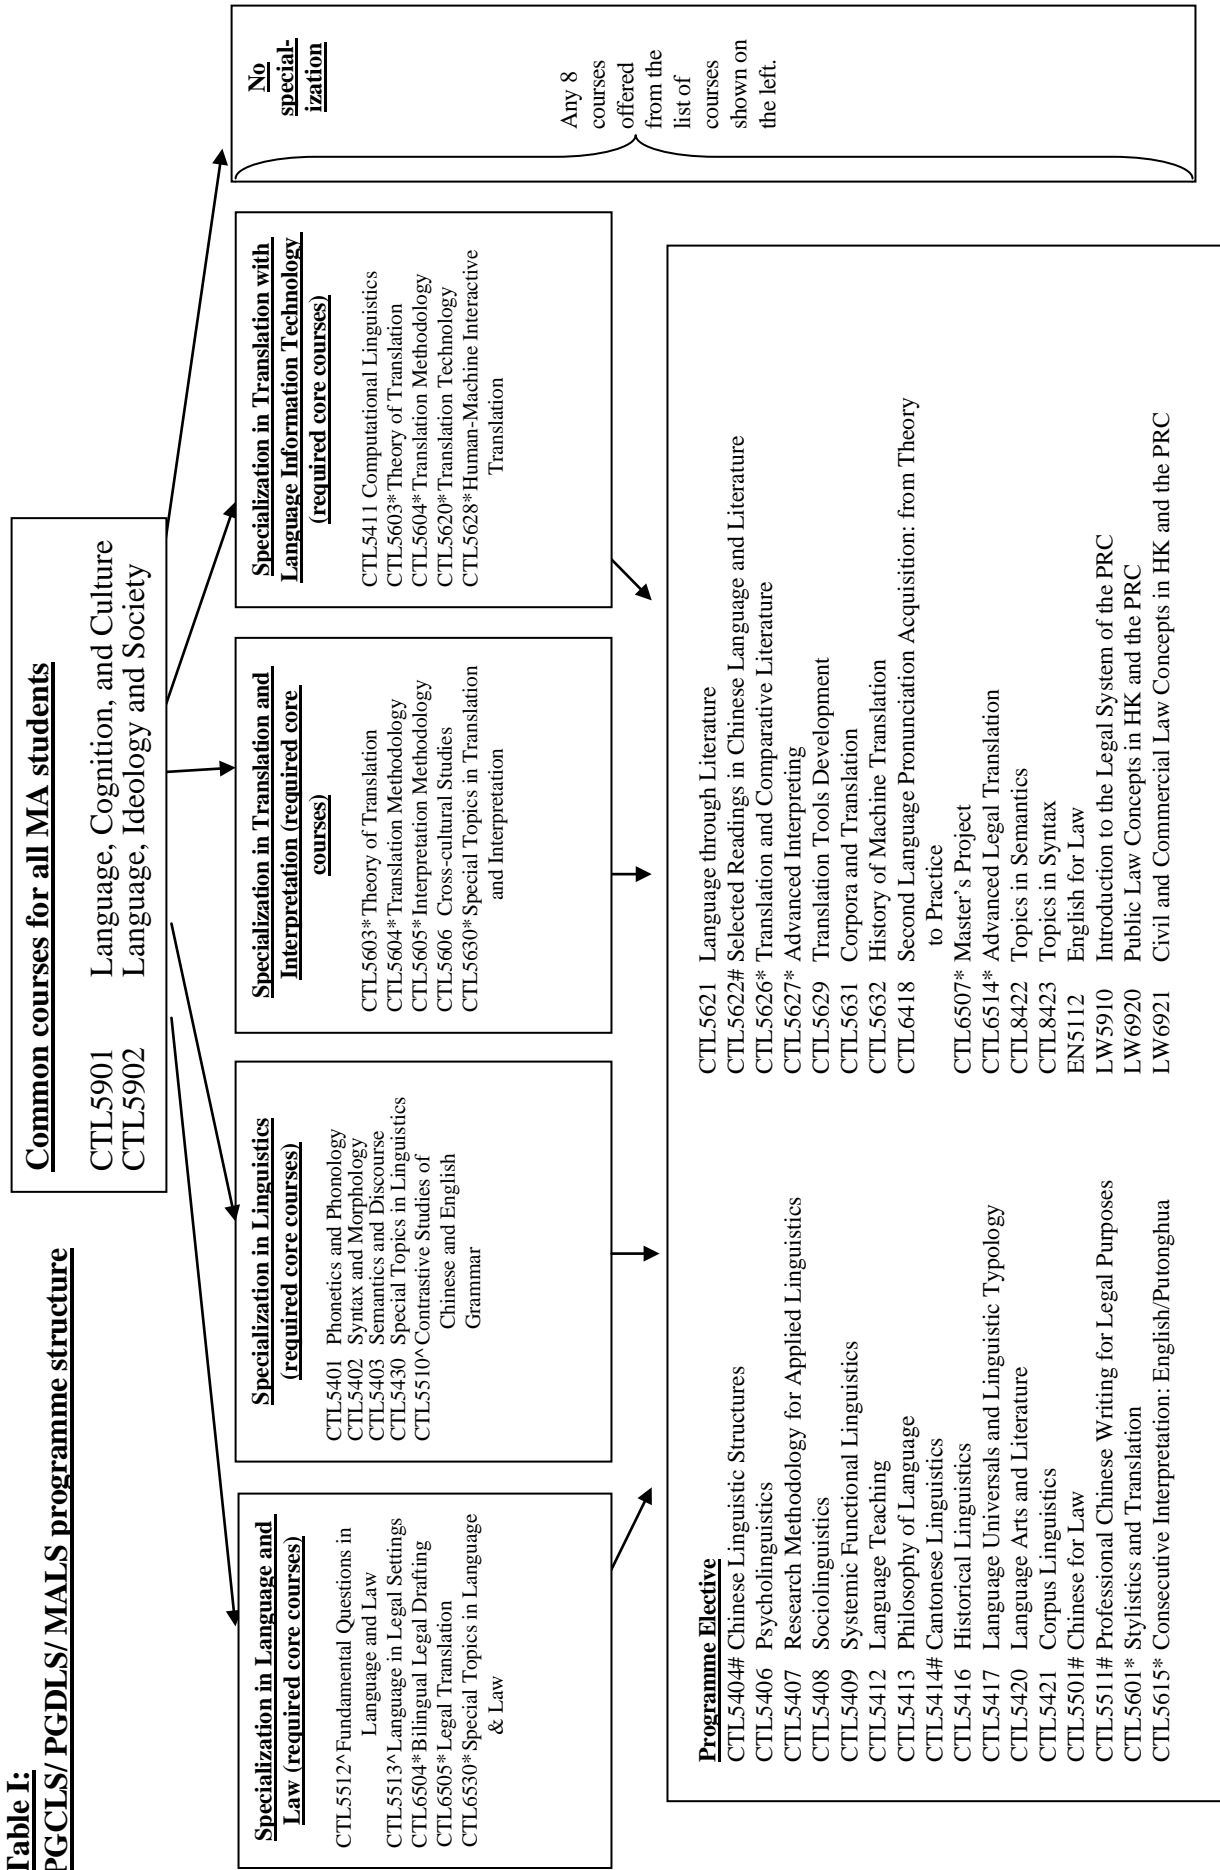 Table I:
PGCLS/ PGDLS/ MALS programme structure
Common courses for all MA students
CTL5901 Language, Cognition, and Culture
CTL5902 Language, Ideology and Society
Specialization in Language and
Law (required core courses)
CTL5512^Fundamental Questions in
Language and Law
CTL5513^Language in Legal Settings
CTL6504*Bilingual Legal Drafting
CTL6505*Legal Translation
CTL6530*Special Topics in Language
& Law
Specialization in Linguistics
(required core courses)
CTL5401 Phonetics and Phonology
CTL5402 Syntax and Morphology
CTL5403 Semantics and Discourse
CTL5430 Special Topics in Linguistics
CTL5510^Contrastive Studies of
Chinese and English
Grammar
Specialization in Translation and
Interpretation (required core
courses)
CTL5603*Theory of Translation
CTL5604*Translation Methodology
CTL5605*Interpretation Methodology
CTL5606 Cross-cultural Studies
CTL5630*Special Topics in Translation
and Interpretation
Specialization in Translation with
Language Information Technology
(required core courses)
CTL5411 Computational Linguistics
CTL5603*Theory of Translation
CTL5604*Translation Methodology
CTL5620*Translation Technology
CTL5628*Human-Machine Interactive
Translation
No
special-
ization
Any 8
courses
offered
from the
list of
courses
shown on
the left.
Programme Elective
CTL5404# Chinese Linguistic Structures
CTL5406 Psycholinguistics
CTL5407 Research Methodology for Applied Linguistics
CTL5408 Sociolinguistics
CTL5409 Systemic Functional Linguistics
CTL5412 Language Teaching
CTL5413 Philosophy of Language
CTL5414# Cantonese Linguistics
CTL5416 Historical Linguistics
CTL5417 Language Universals and Linguistic Typology
CTL5420 Language Arts and Literature
CTL5421 Corpus Linguistics
CTL5501# Chinese for Law
CTL5511# Professional Chinese Writing for Legal Purposes
CTL5601* Stylistics and Translation
CTL5615* Consecutive Interpretation: English/Putonghua
CTL5621 Language through Literature
CTL5622# Selected Readings in Chinese Language and Literature
CTL5626* Translation and Comparative Literature
CTL5627* Advanced Interpreting
CTL5629 Translation Tools Development
CTL5631 Corpora and Translation
CTL5632 History of Machine Translation
CTL6418 Second Language Pronunciation Acquisition: from Theory
to Practice
CTL6507* Master's Project
CTL6514* Advanced Legal Translation
CTL8422 Topics in Semantics
CTL8423 Topics in Syntax
EN5112 English for Law
LW5910 Introduction to the Legal System of the PRC
LW6920 Public Law Concepts in HK and the PRC
LW6921 Civil and Commercial Law Concepts in HK and the PRC